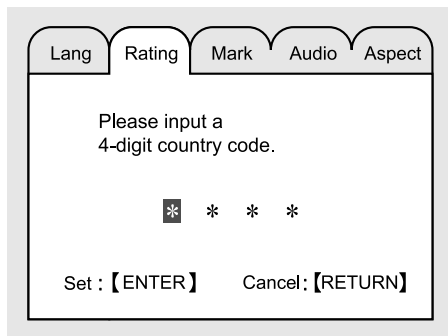 Lang Rating Mark Audio Aspect
Please input a
4-digit country code.
* * * *
Set :【ENTER】 Cancel:【RETURN】